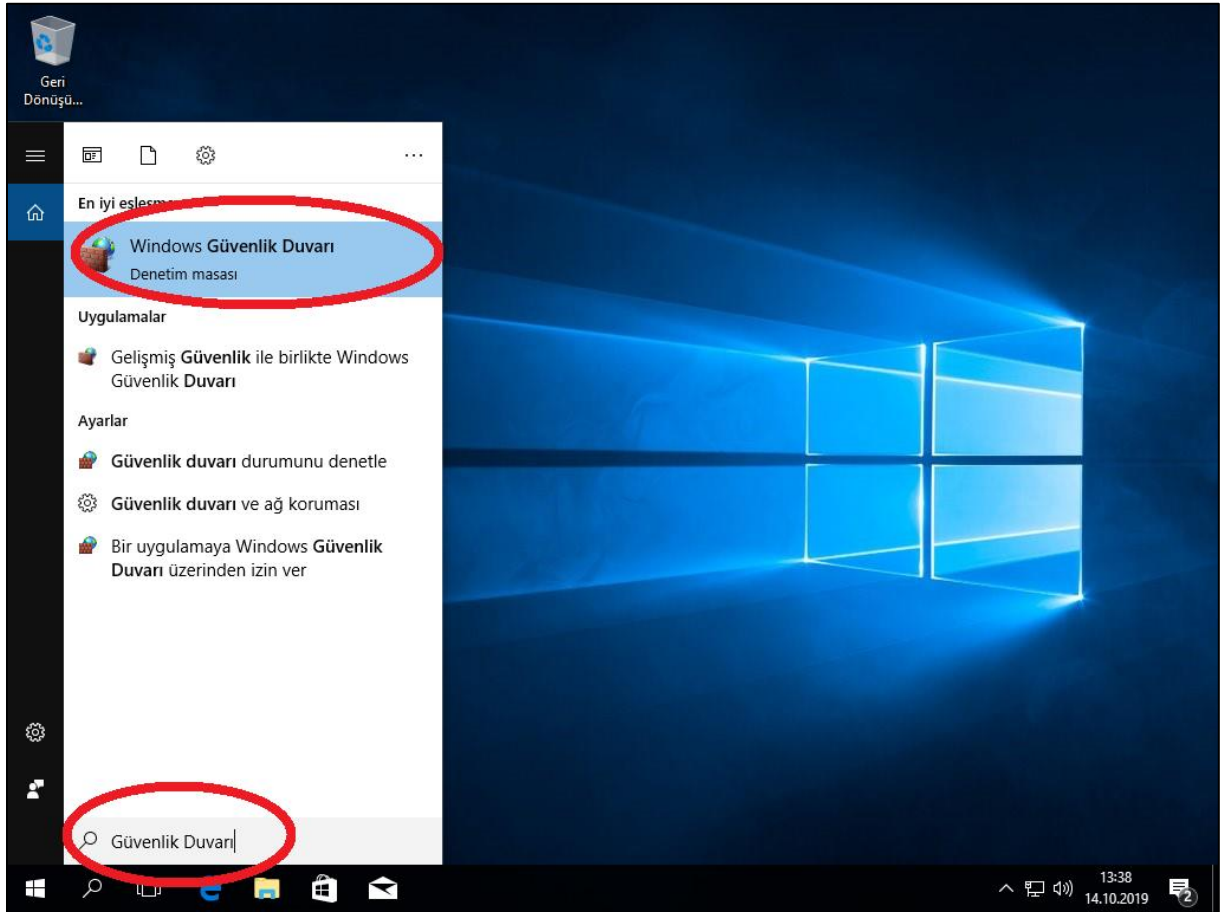 Geri
Dönüşü...
En iyi eşleşme
Windows Güvenlik Duvarı
Denetim masası
Uygulamalar
Gelişmiş Güvenlik ile birlikte Windows
Güvenlik Duvarı
Ayarlar
Güvenlik duvarı durumunu denetle
Güvenlik duvarı ve ağ koruması
Bir uygulamaya Windows Güvenlik
Duvarı üzerinden izin ver
Güvenlik Duvarı
13:38
14.10.2019
2